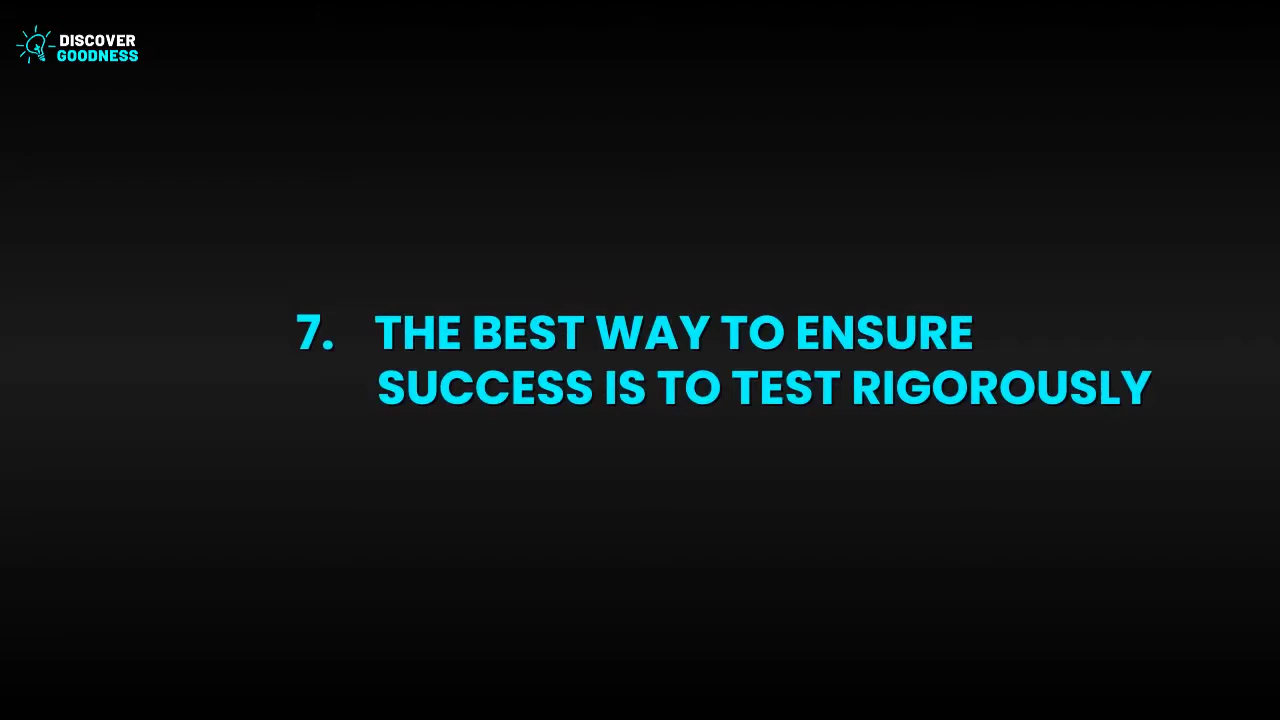 DISCOVER
GOODNESS
7. THE BEST WAY TO ENSURE
SUCCESS IS TO TEST RIGOROUSLY